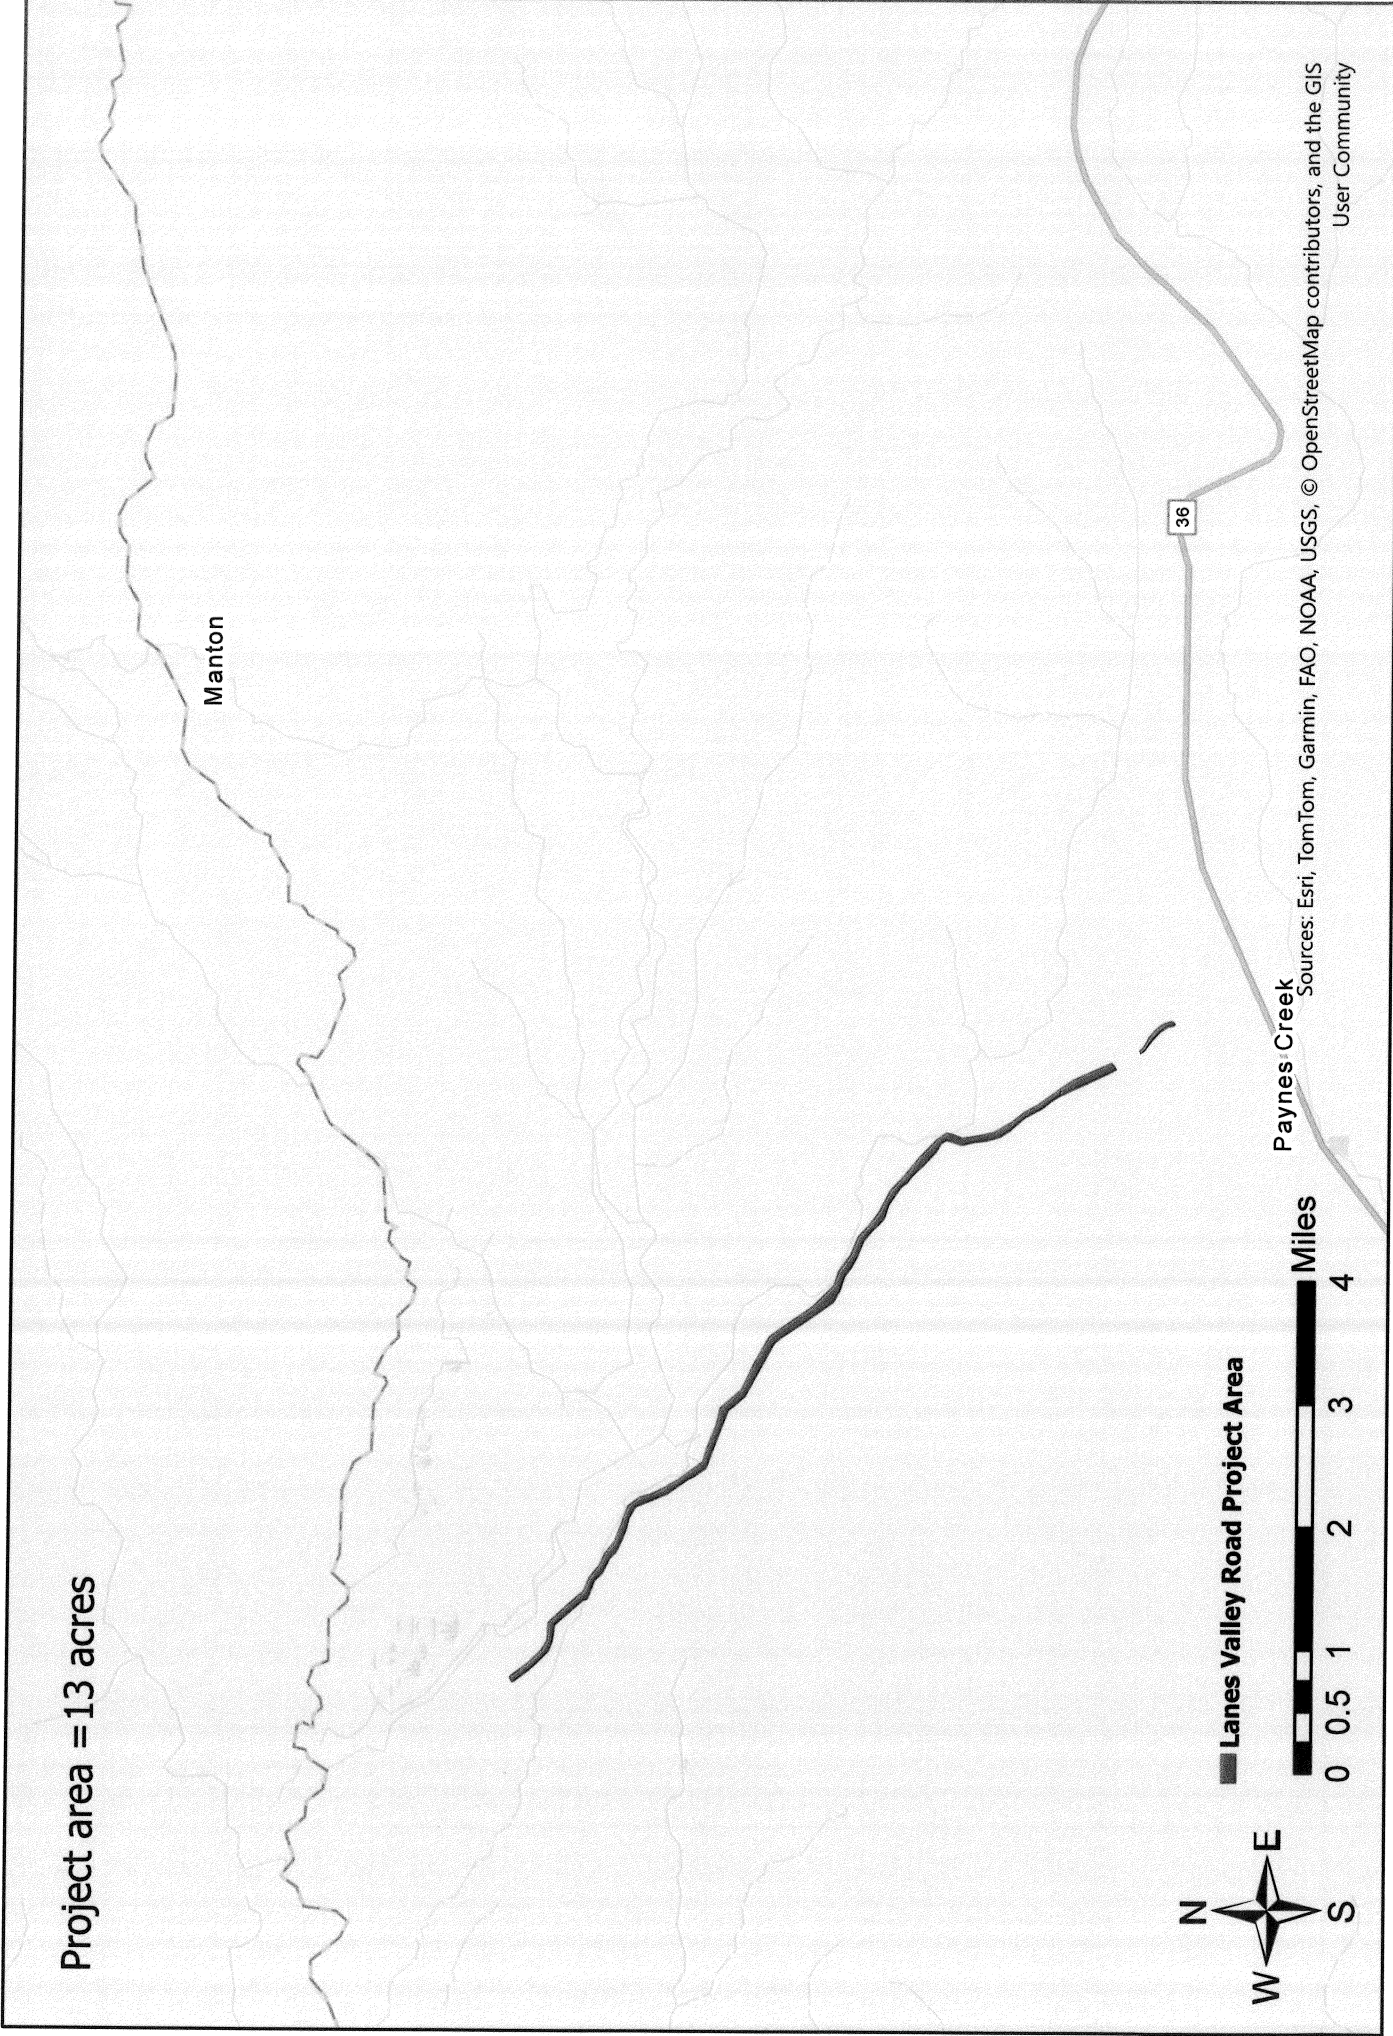 Project area =13 acres
Manton
36
Paynes Creek
Lanes Valley Road Project Area
N
W E
S
0 0.5 1 2 3 4 Miles
Sources: Esri, TomTom, Garmin, FAO, NOAA, USGS, © OpenStreetMap contributors, and the GIS
User Community